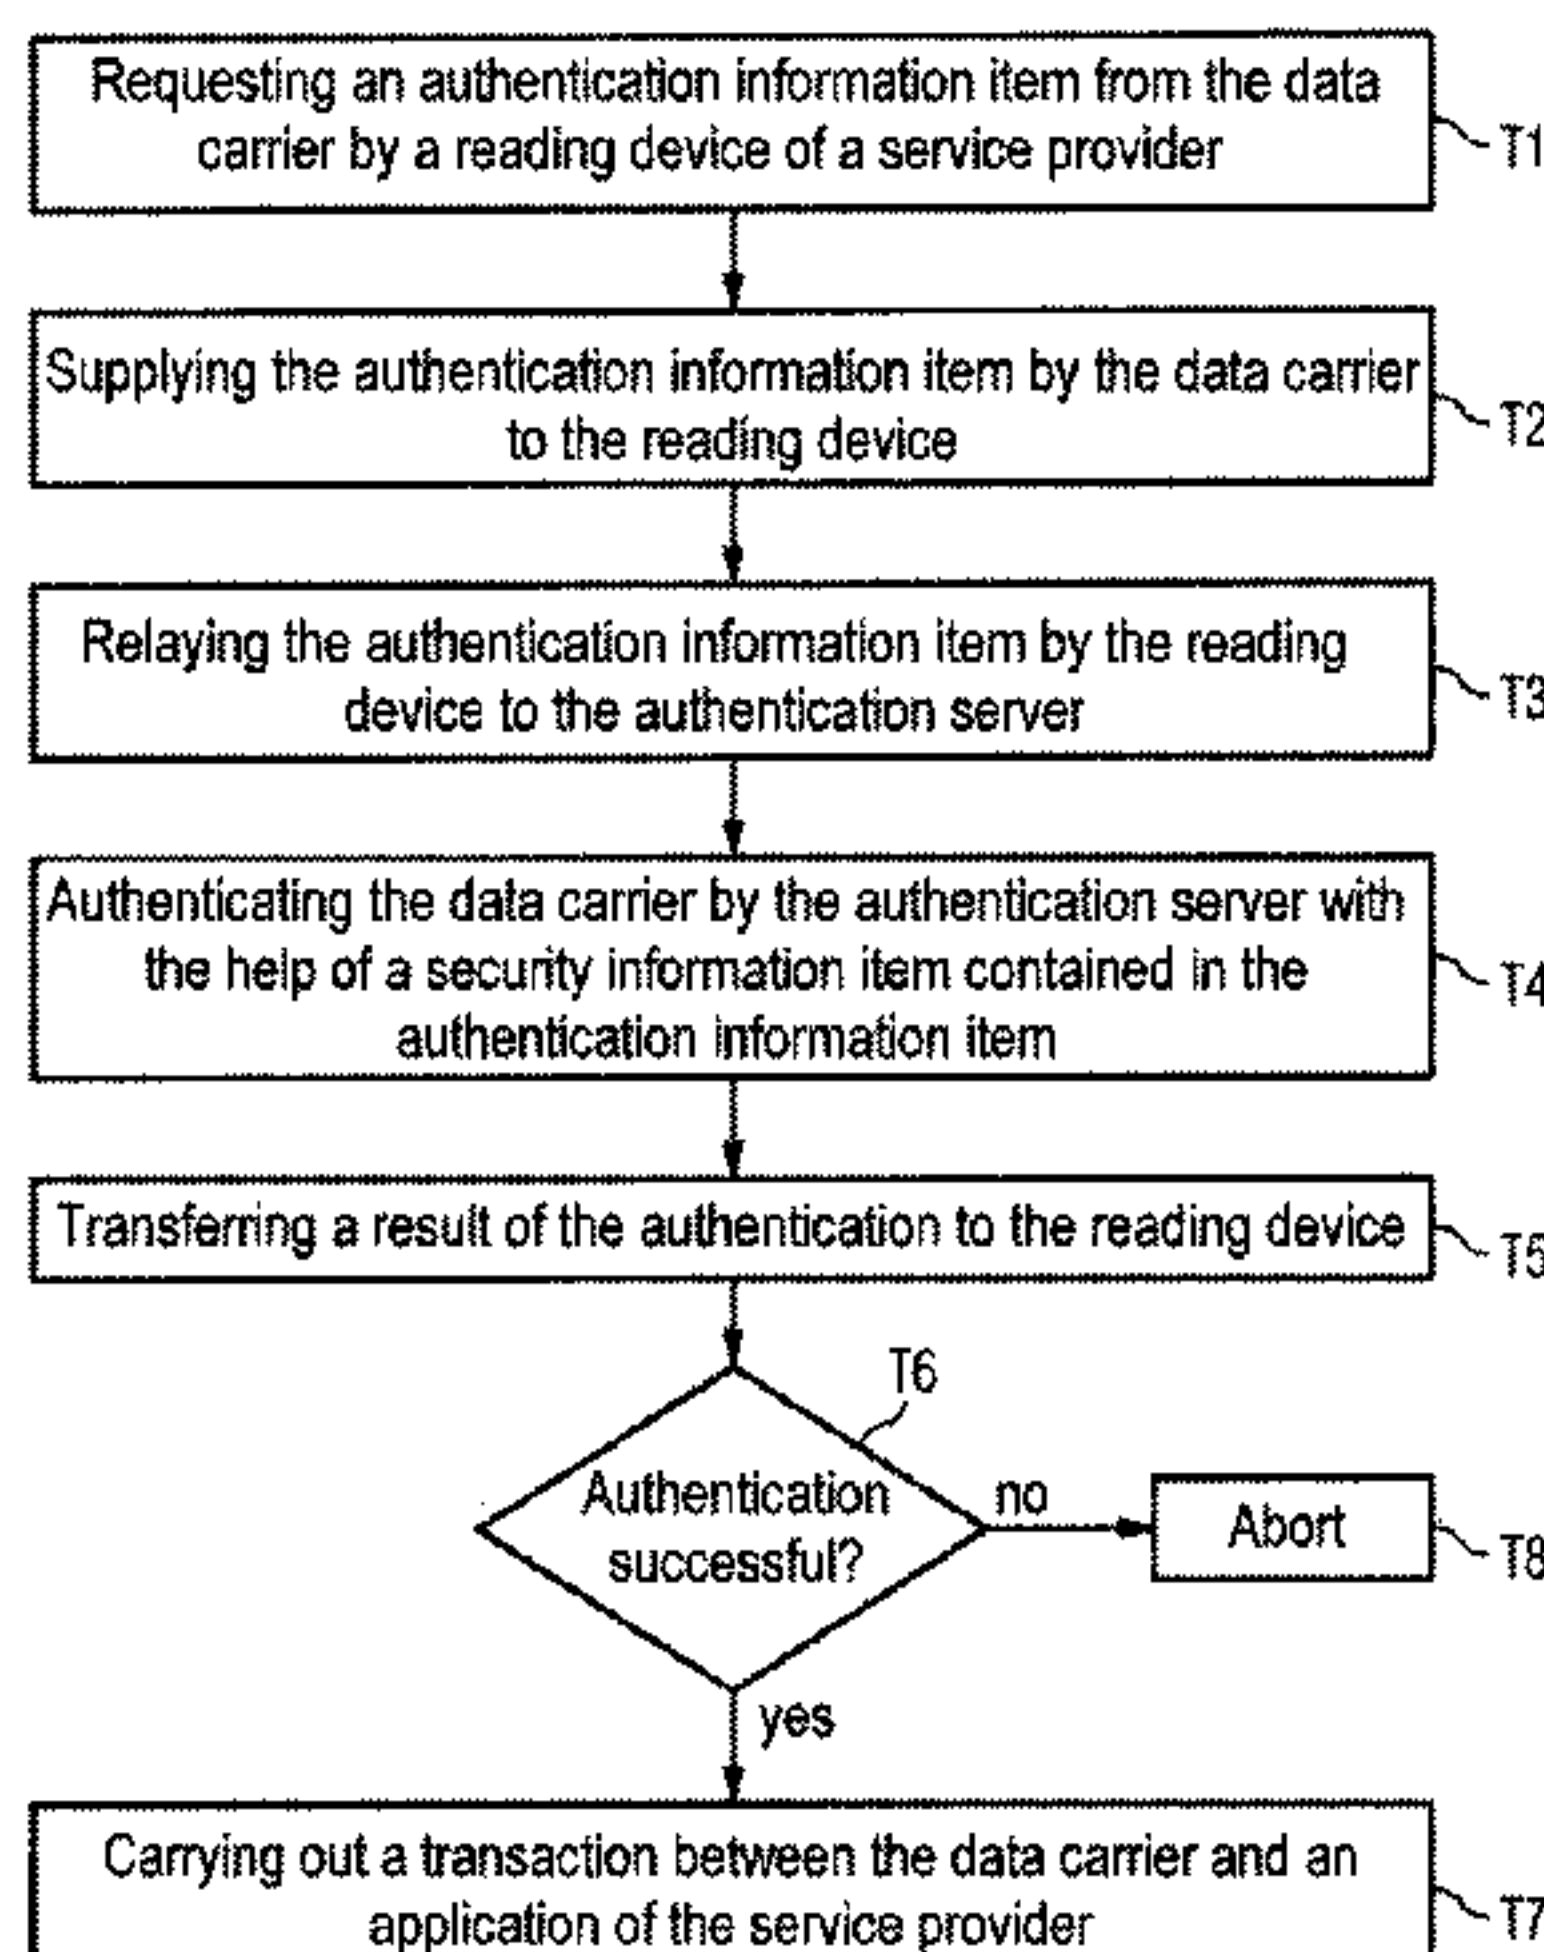 Requesting an authentication information item from the data
carrier by a reading device of a service provider
T1
Supplying the authentication information item by the data carrier
to the reading device
T2
Relaying the authentication information item by the reading
device to the authentication server
T3
Authenticating the data carrier by the authentication server with
the help of a security information item contained in the
authentication information item
T4
Transferring a result of the authentication to the reading device
T5
T6
Authentication
successful?
no
Abort
T8
yes
Carrying out a transaction between the data carrier and an
application of the service provider
T7